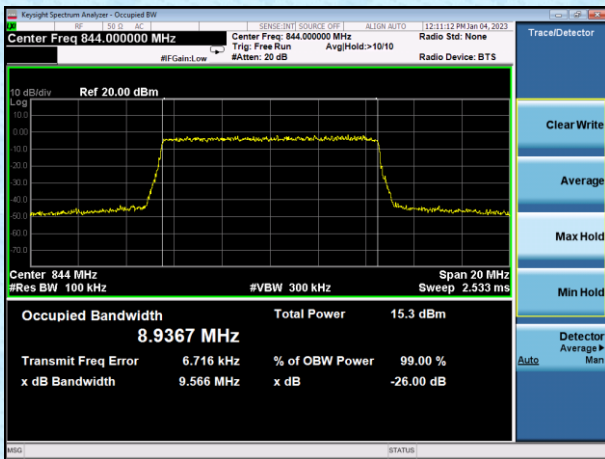 Keysight Spectrum Analyzer - Occupied BW
RF 50 Ω AC SENSE:INT SOURCE OFF ALIGN AUTO 12:11:12 PM Jan 04, 2023
Center Freq 844.000000 MHz
Center Freq: 844.000000 MHz
Radio Std: None
Trig: Free Run Avg|Hold:>10/10
#IFGain:Low
#Atten: 20 dB
Radio Device: BTS
10 dB/div Ref 20.00 dBm
Log
10.0
0.00
-10.0
-20.0
-30.0
-40.0
-50.0
-60.0
-70.0
Center 844 MHz Span 20 MHz
#Res BW 100 kHz #VBW 300 kHz Sweep 2.533 ms
Occupied Bandwidth Total Power 15.3 dBm
8.9367 MHz
Transmit Freq Error 6.716 kHz % of OBW Power 99.00 %
x dB Bandwidth 9.566 MHz x dB -26.00 dB
MSG STATUS
Trace/Detector
Clear Write
Average
Max Hold
Min Hold
Detector
Average
Auto Man